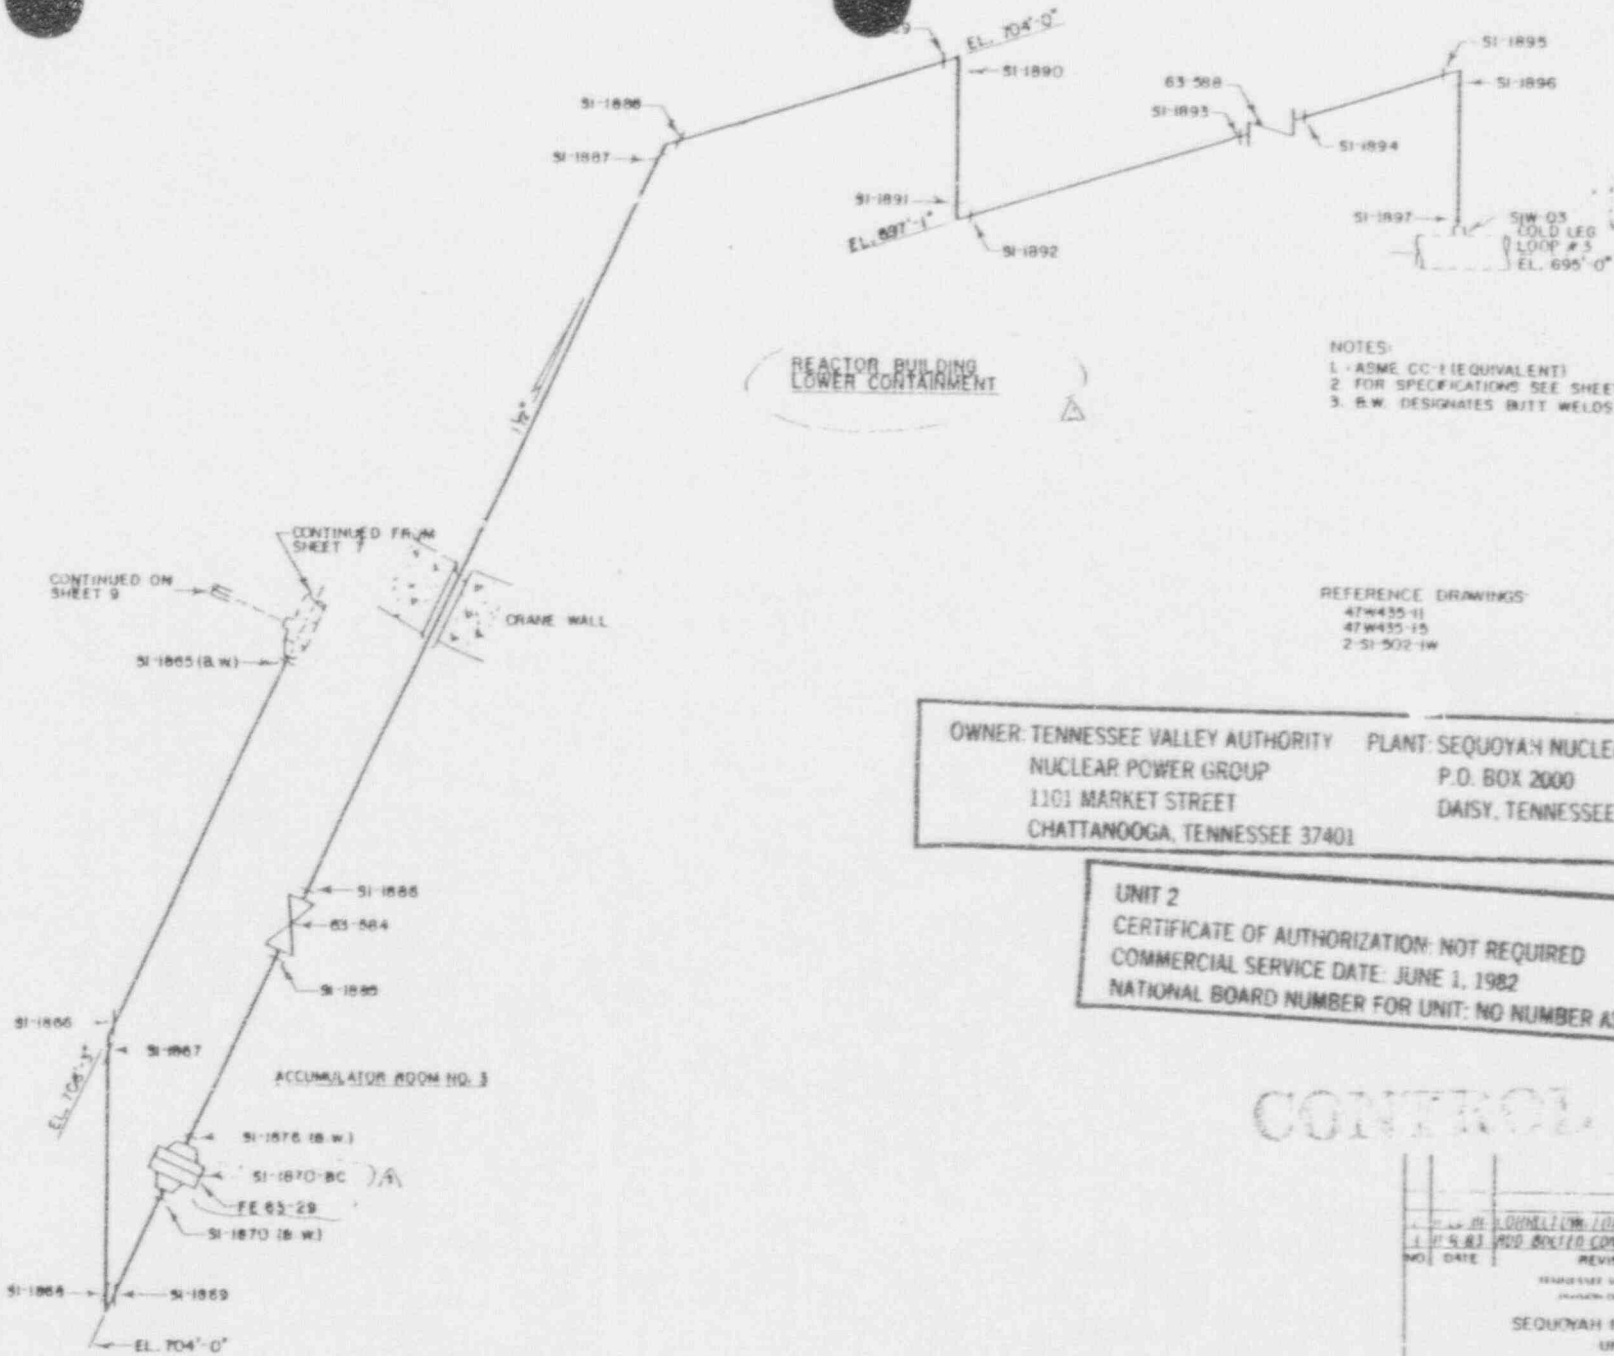 EL. 704'-0"
SI-1890
SI-1895
SI-1896
63-588
SI-1893
SI-1894
SI-1886
SI-1887
SI-1891
EL. 697'-1"
SI-1892
SI-1897
SIW-03
COLD LEG
LOOP # 3
EL. 695'-0"
REACTOR BUILDING
LOWER CONTAINMENT
NOTES:
1. ASME CC-1 (EQUIVALENT)
2. FOR SPECIFICATIONS SEE SHEET
3. B.W. DESIGNATES BUTT WELDS
1½"
CONTINUED FROM
SHEET 7
CONTINUED ON
SHEET 9
CRANE WALL
SI-1865 (B.W.)
REFERENCE DRAWINGS
47W435-11
47W435-15
2-SI-502-1W
OWNER: TENNESSEE VALLEY AUTHORITY PLANT: SEQUOYAH
NUCLEAR POWER GROUP P.O. BOX 2000
1101 MARKET STREET DAISY, TENNESSEE
CHATTANOOGA, TENNESSEE 37401
UNIT 2
CERTIFICATE OF AUTHORIZATION: NOT REQUIRED
COMMERCIAL SERVICE DATE: JUNE 1, 1982
NATIONAL BOARD NUMBER FOR UNIT: NO NUMBER
63-584
SI-1866
SI-1867
ACCUMULATOR ROOM NO. 3
SI-1876 (B.W.)
SI-1870-BC
FE 63-29
SI-1870 (B.W.)
SI-1868
SI-1869
EL. 704'-0"
CONTROL
ADD BOLTED
NO. DATE
SEQUOYAH